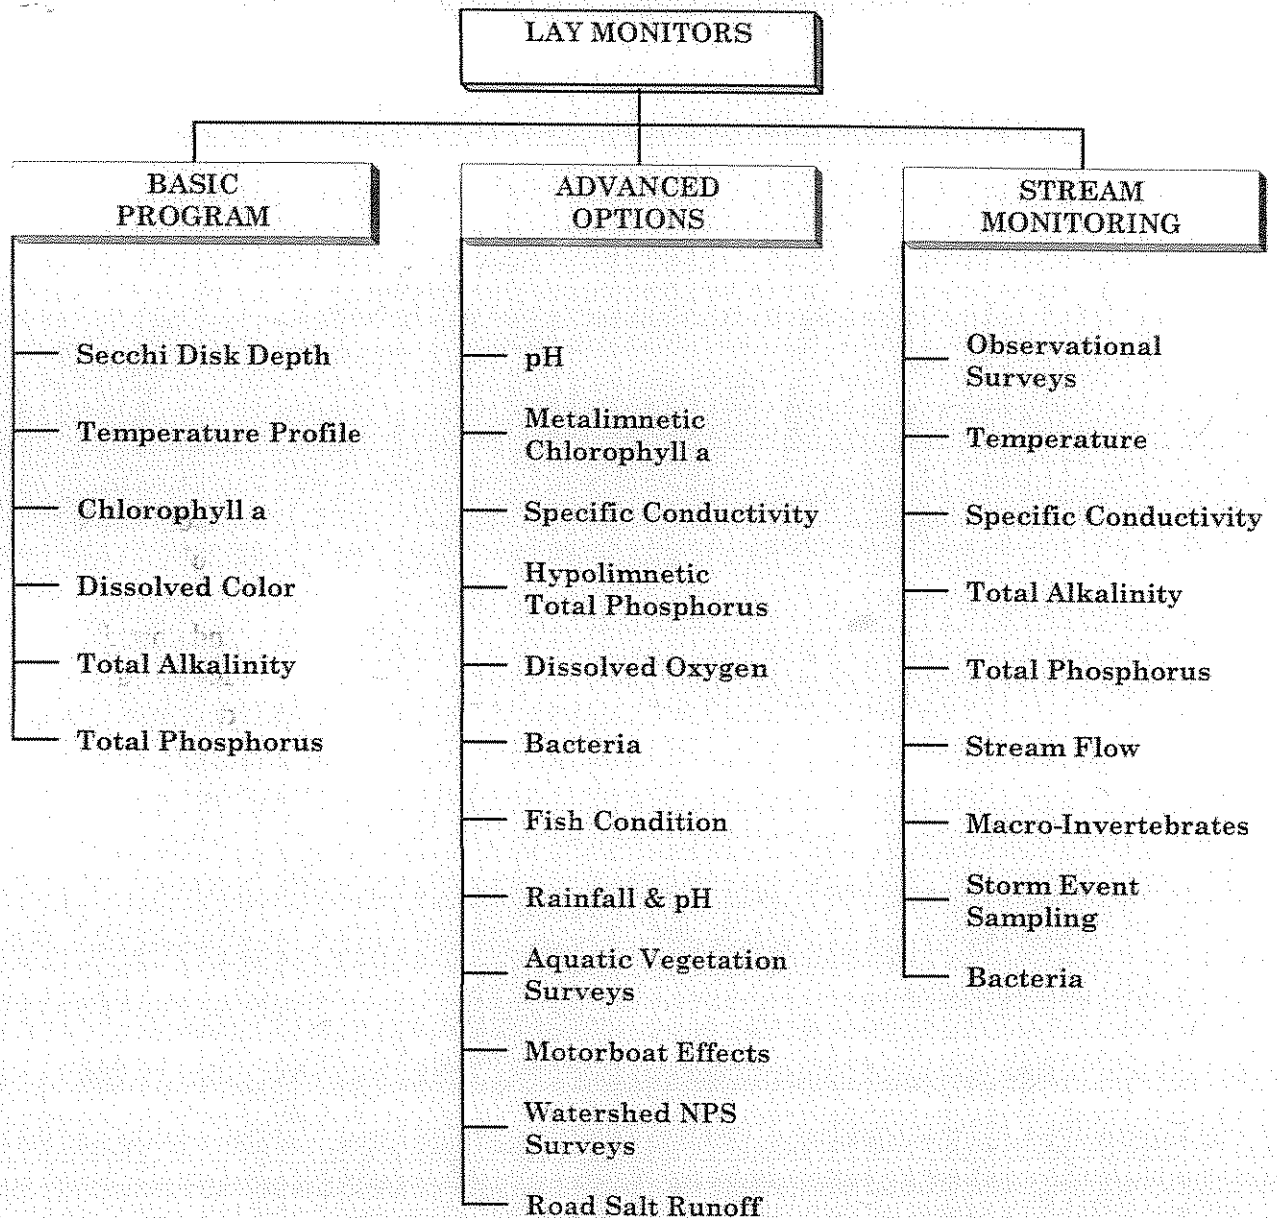 LAY MONITORS
BASIC
PROGRAM
Secchi Disk Depth
Temperature Profile
Chlorophyll a
Dissolved Color
Total Alkalinity
Total Phosphorus
ADVANCED
OPTIONS
pH
Metalimnetic
Chlorophyll a
Specific Conductivity
Hypolimnetic
Total Phosphorus
Dissolved Oxygen
Bacteria
Fish Condition
Rainfall & pH
Aquatic Vegetation
Surveys
Motorboat Effects
Watershed NPS
Surveys
Road Salt Runoff
STREAM
MONITORING
Observational
Surveys
Temperature
Specific Conductivity
Total Alkalinity
Total Phosphorus
Stream Flow
Macro-Invertebrates
Storm Event
Sampling
Bacteria